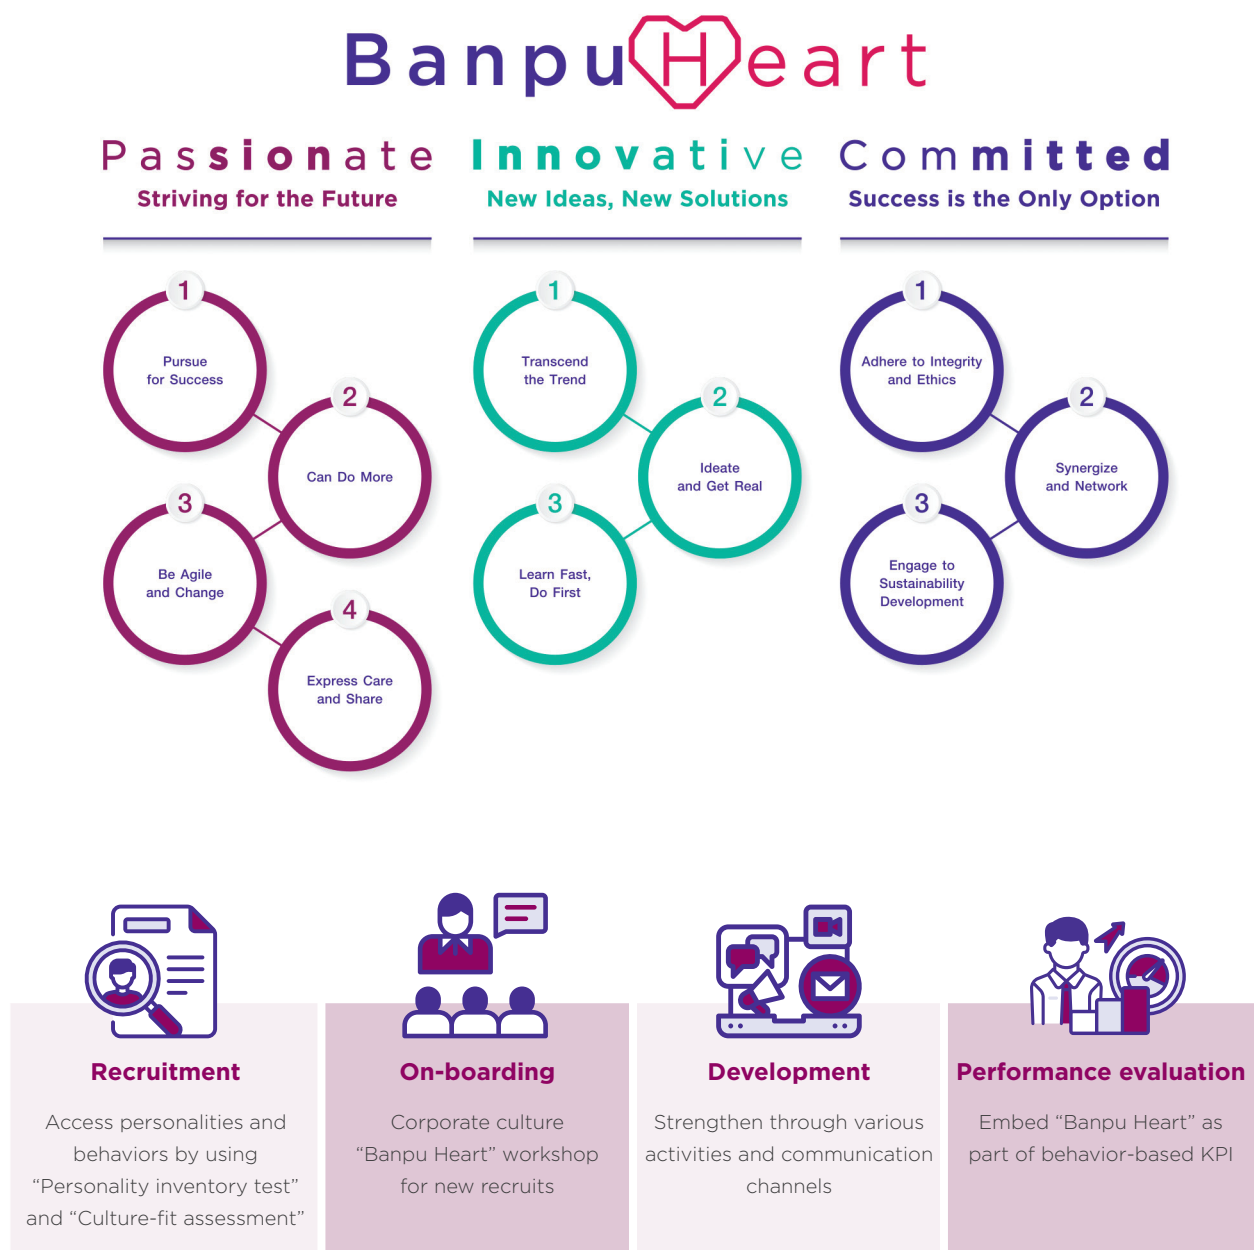 Banpu Heart
Passionate
Striving for the Future
1
Pursue
for Success
2
Can Do More
3
Be Agile
and Change
4
Express Care
and Share
Innovative
New Ideas, New Solutions
1
Transcend
the Trend
2
Ideate
and Get Real
3
Learn Fast,
Do First
Committed
Success is the Only Option
1
Adhere to Integrity
and Ethics
2
Synergize
and Network
3
Engage to
Sustainability
Development
Recruitment
Access personalities and
behaviors by using
“Personality inventory test”
and “Culture-fit assessment”
On-boarding
Corporate culture
“Banpu Heart” workshop
for new recruits
Development
Strengthen through various
activities and communication
channels
Performance evaluation
Embed “Banpu Heart” as
part of behavior-based KPI